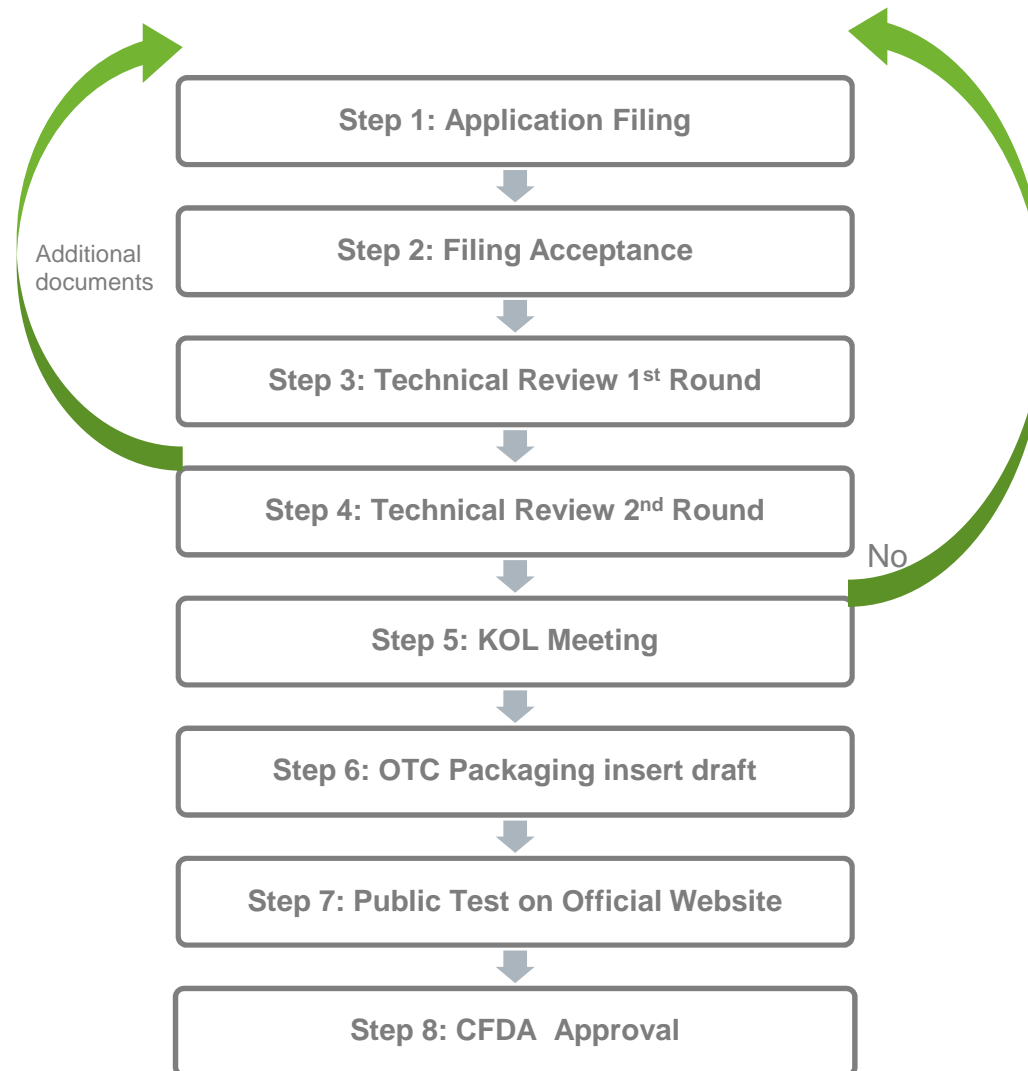 Step 1: Application Filing
Step 2: Filing Acceptance
Additional
documents
Step 3: Technical Review 1st Round
Step 4: Technical Review 2nd Round
No
Step 5: KOL Meeting
Step 6: OTC Packaging insert draft
Step 7: Public Test on Official Website
Step 8: CFDA  Approval